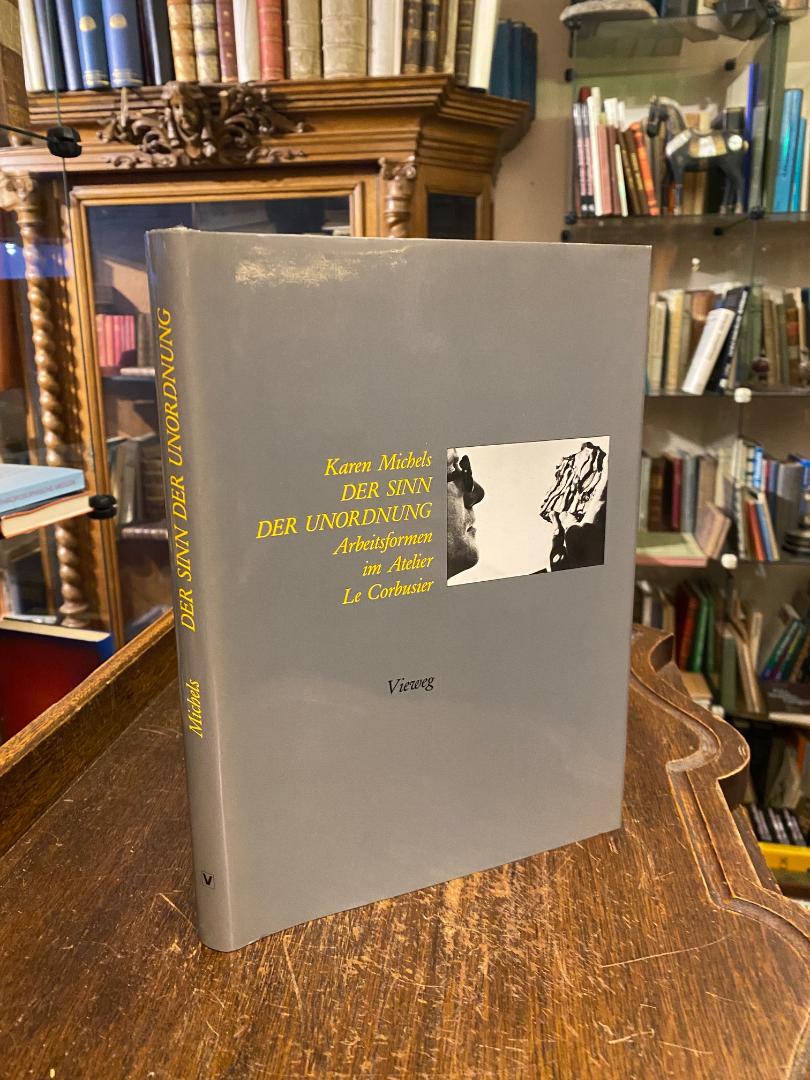 Karen Michels
DER SINN
DER UNORDNUNG
Arbeitsformen
im Atelier
Le Corbusier
Vieweg
DER SINN DER UNORDNUNG
Michels
V